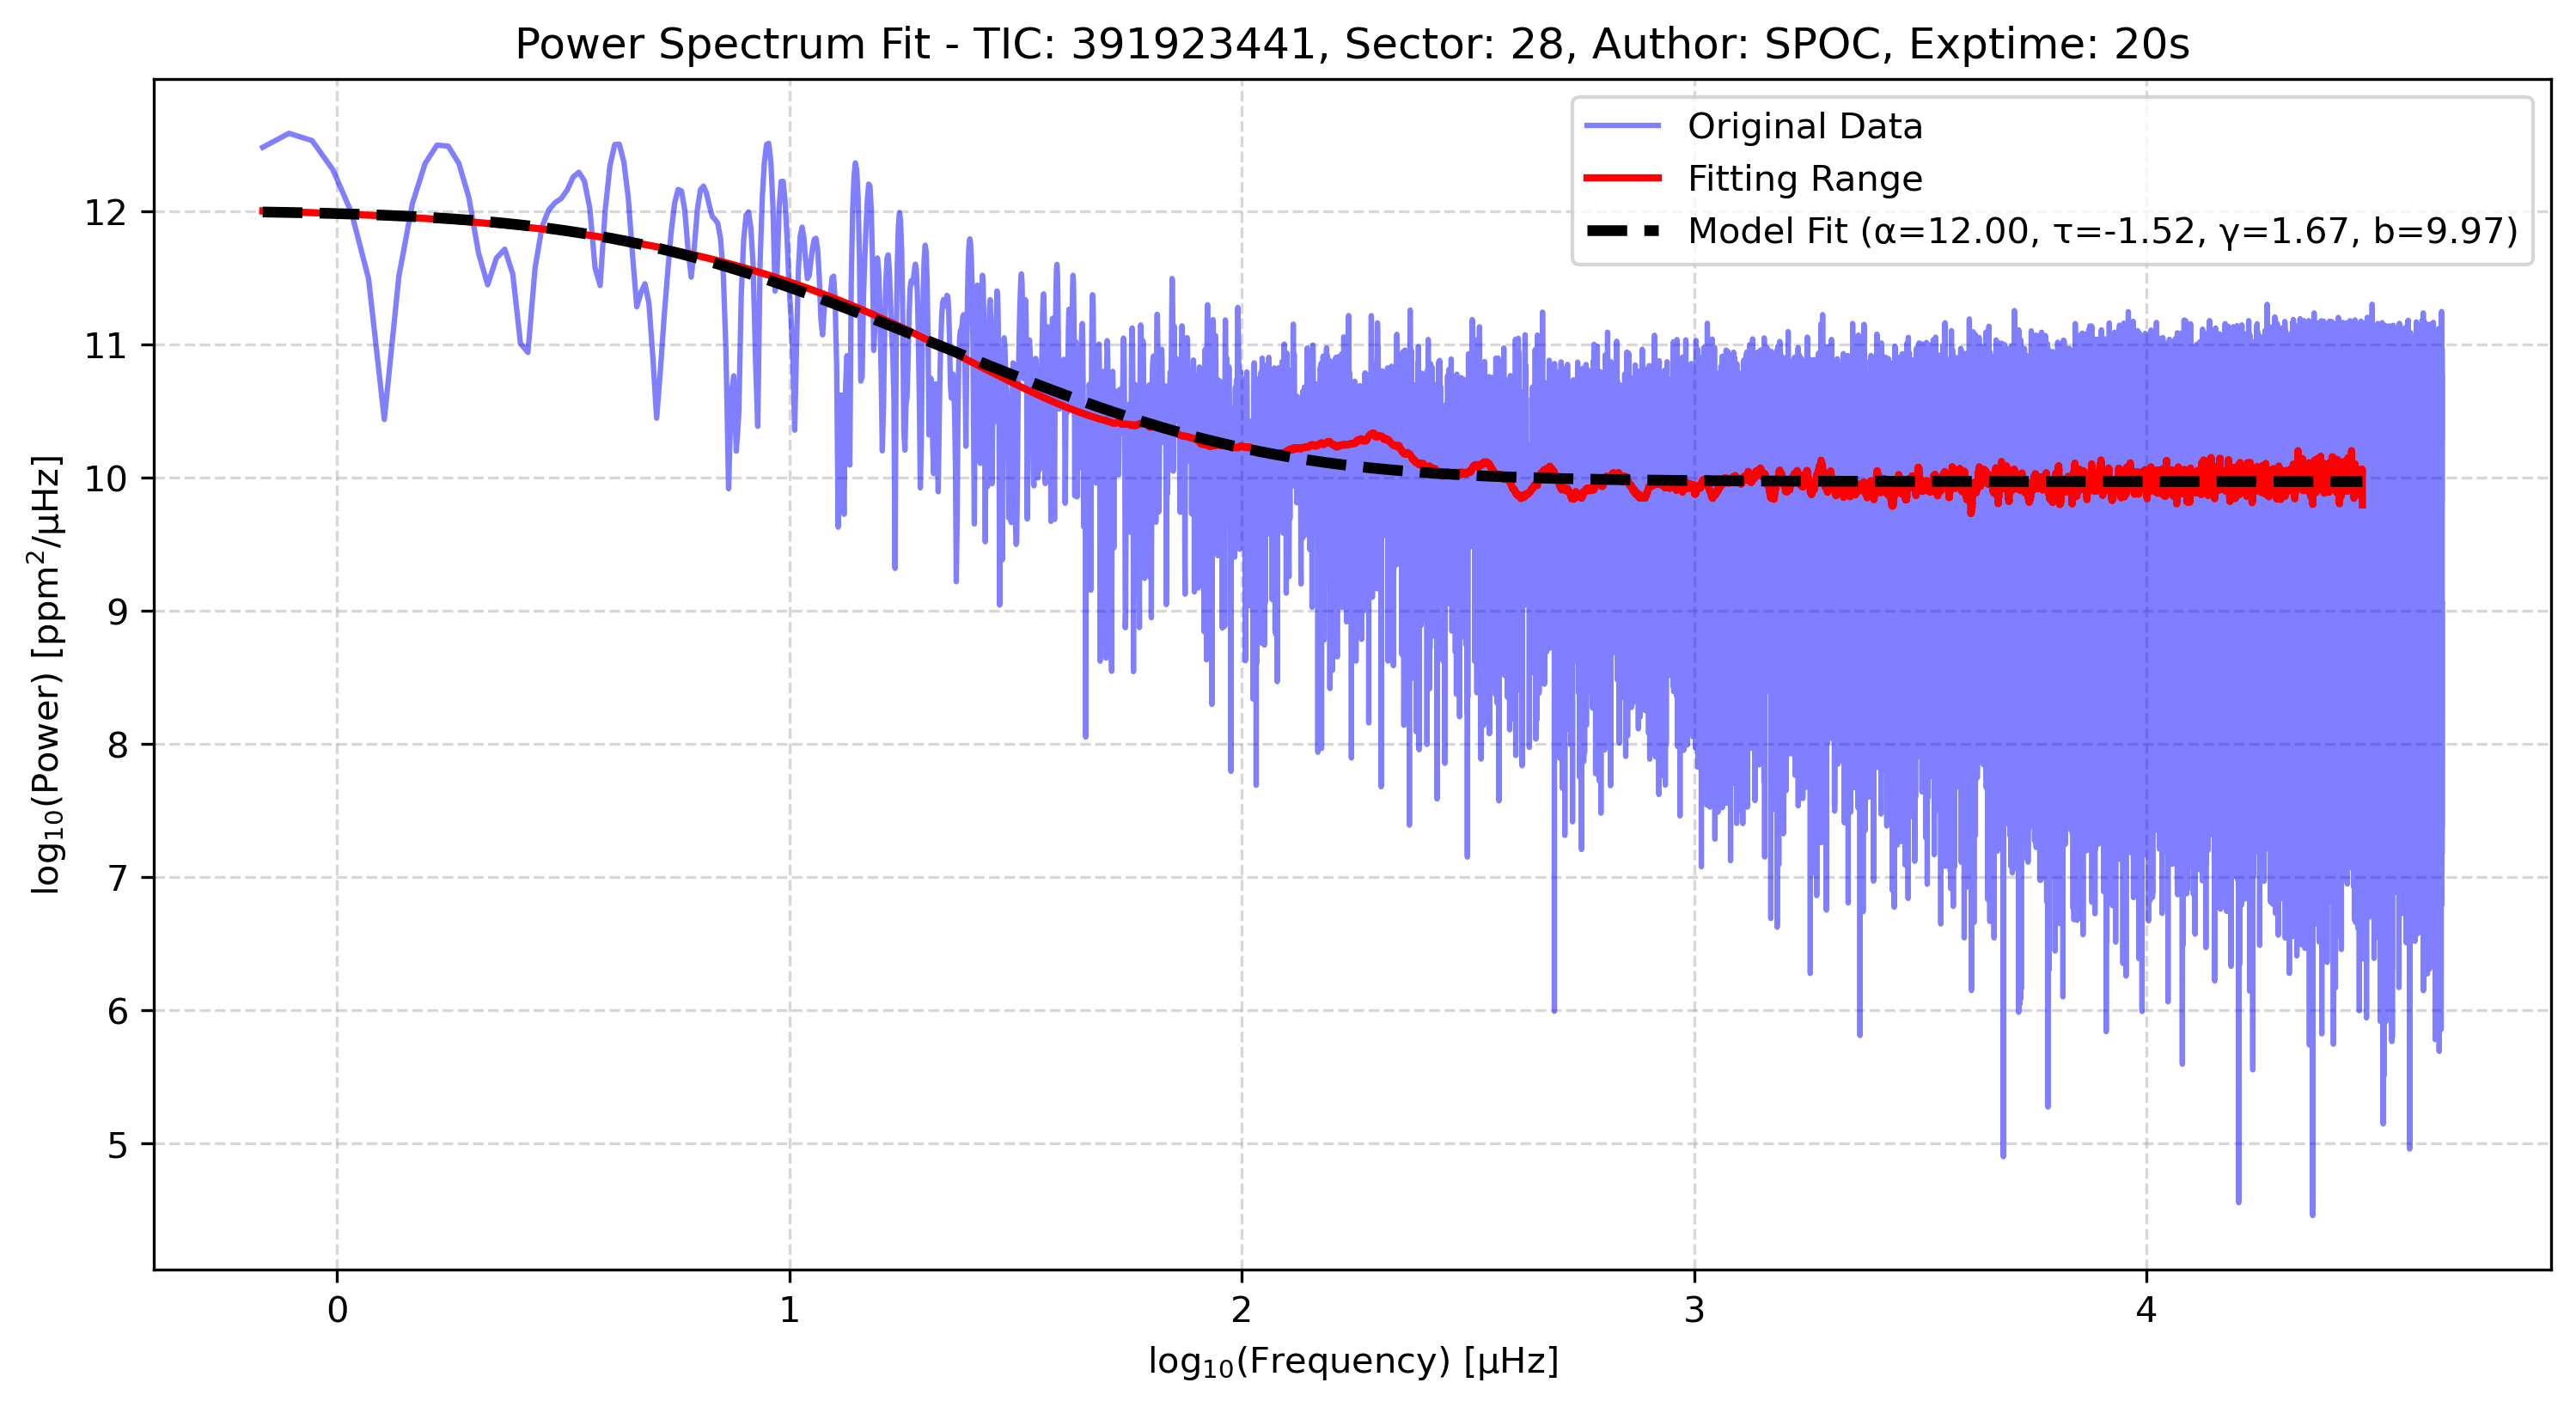 Power Spectrum Fit - TIC: 391923441, Sector: 28, Author: SPOC, Exptime: 20s
Original Data
Fitting Range
Model Fit (α=12.00, τ=-1.52, γ=1.67, b=9.97)
log₁₀(Power) [ppm²/μHz]
12
11
10
9
8
7
6
5
0 1 2 3 4
log₁₀(Frequency) [μHz]